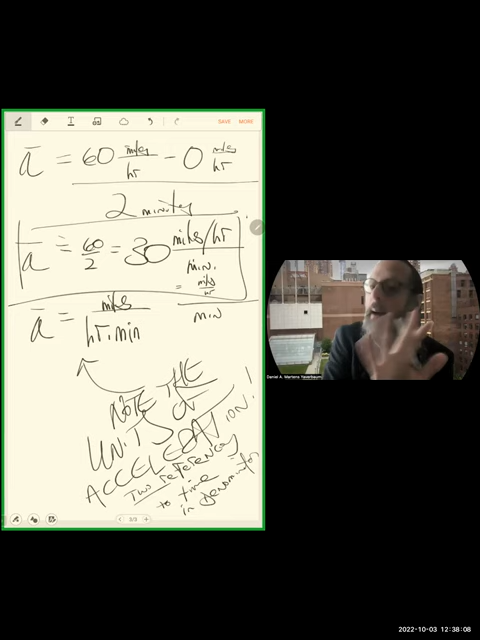 SAVE MORE
ā = 60 miles/hr - 0 miles/hr
2 minutes
ā = 60/2 = 30 miles/hr
min.
= miles/hr
min
ā = miles
hr. min
NOTE THE
UNITS OF
ACCELERATION!
TWO references
to time
in denominator
3/3
Daniel A. Martens Yaverbaum
2022-10-03 12:38:08